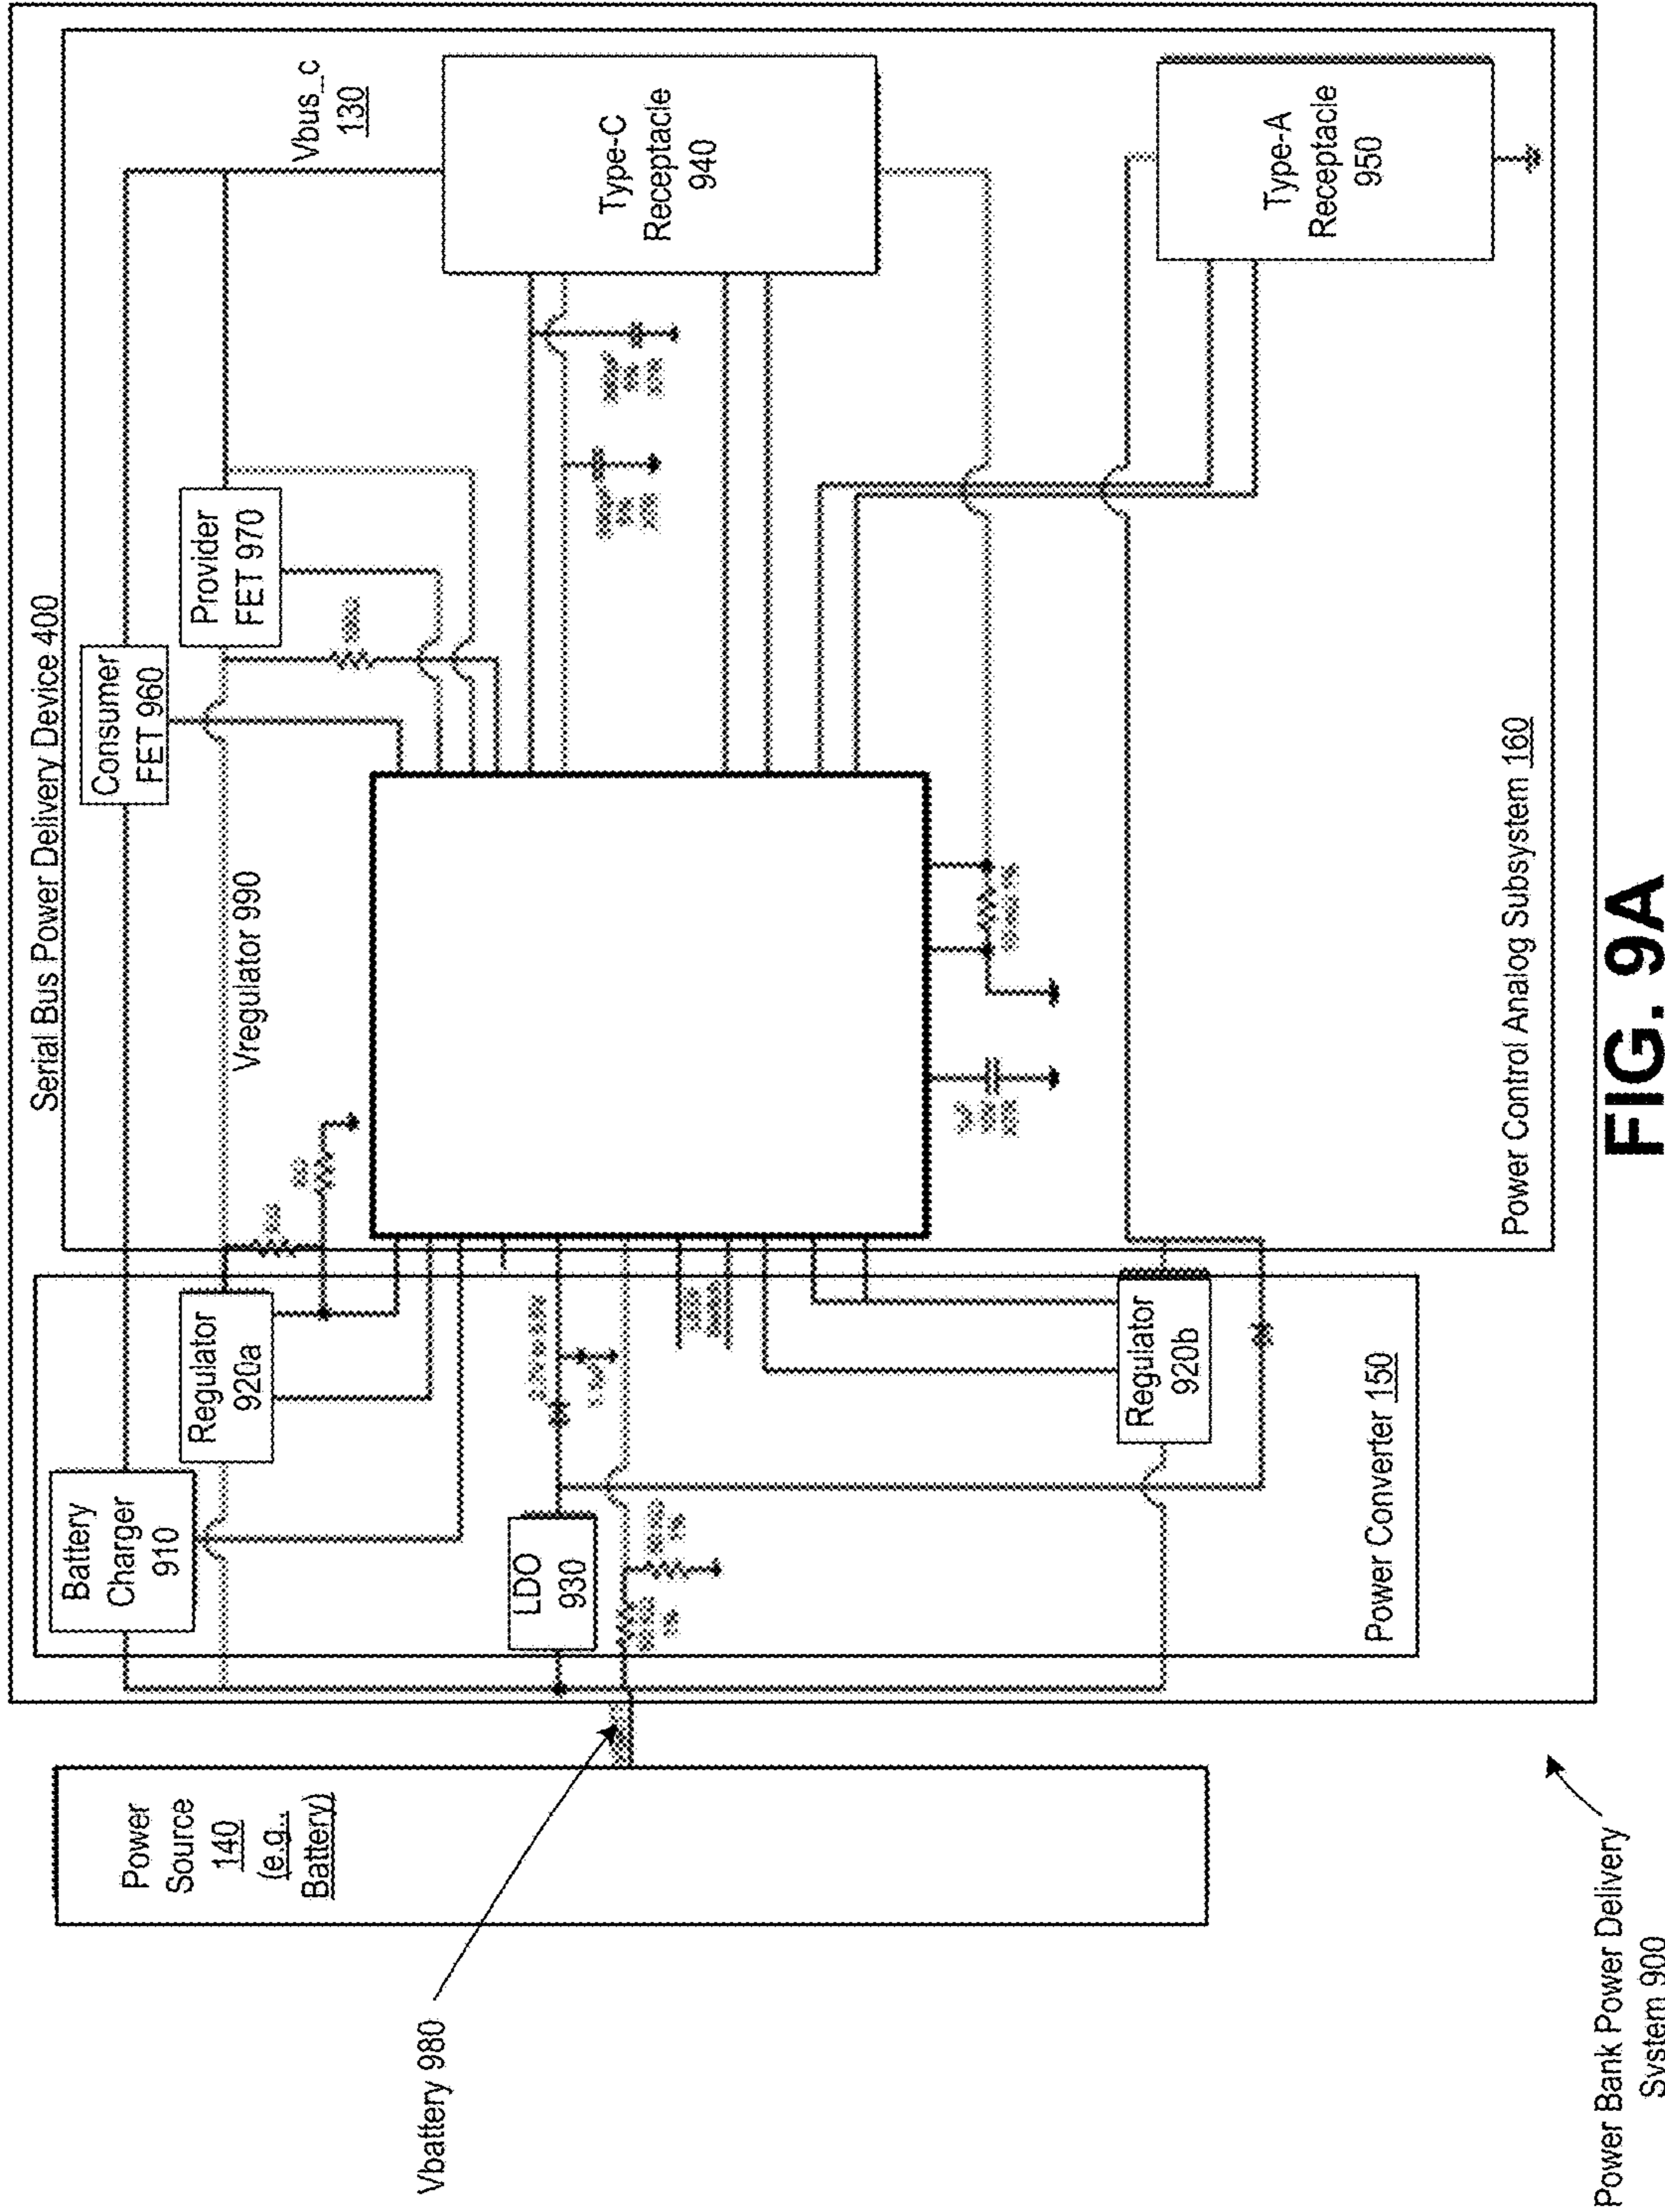 Serial Bus Power Delivery Device 400
Battery
Charger
910
Consumer
FET 960
Regulator
920a
Provider
FET 970
Vregulator 990
Vbus_c
130
LDO
930
Type-C
Receptacle
940
Regulator
920b
Type-A
Receptacle
950
Power Converter 150
Power Control Analog Subsystem 160
Power
Source
140
(e.g.,
Battery)
Vbattery 980
Power Bank Power Delivery
System 900
FIG. 9A